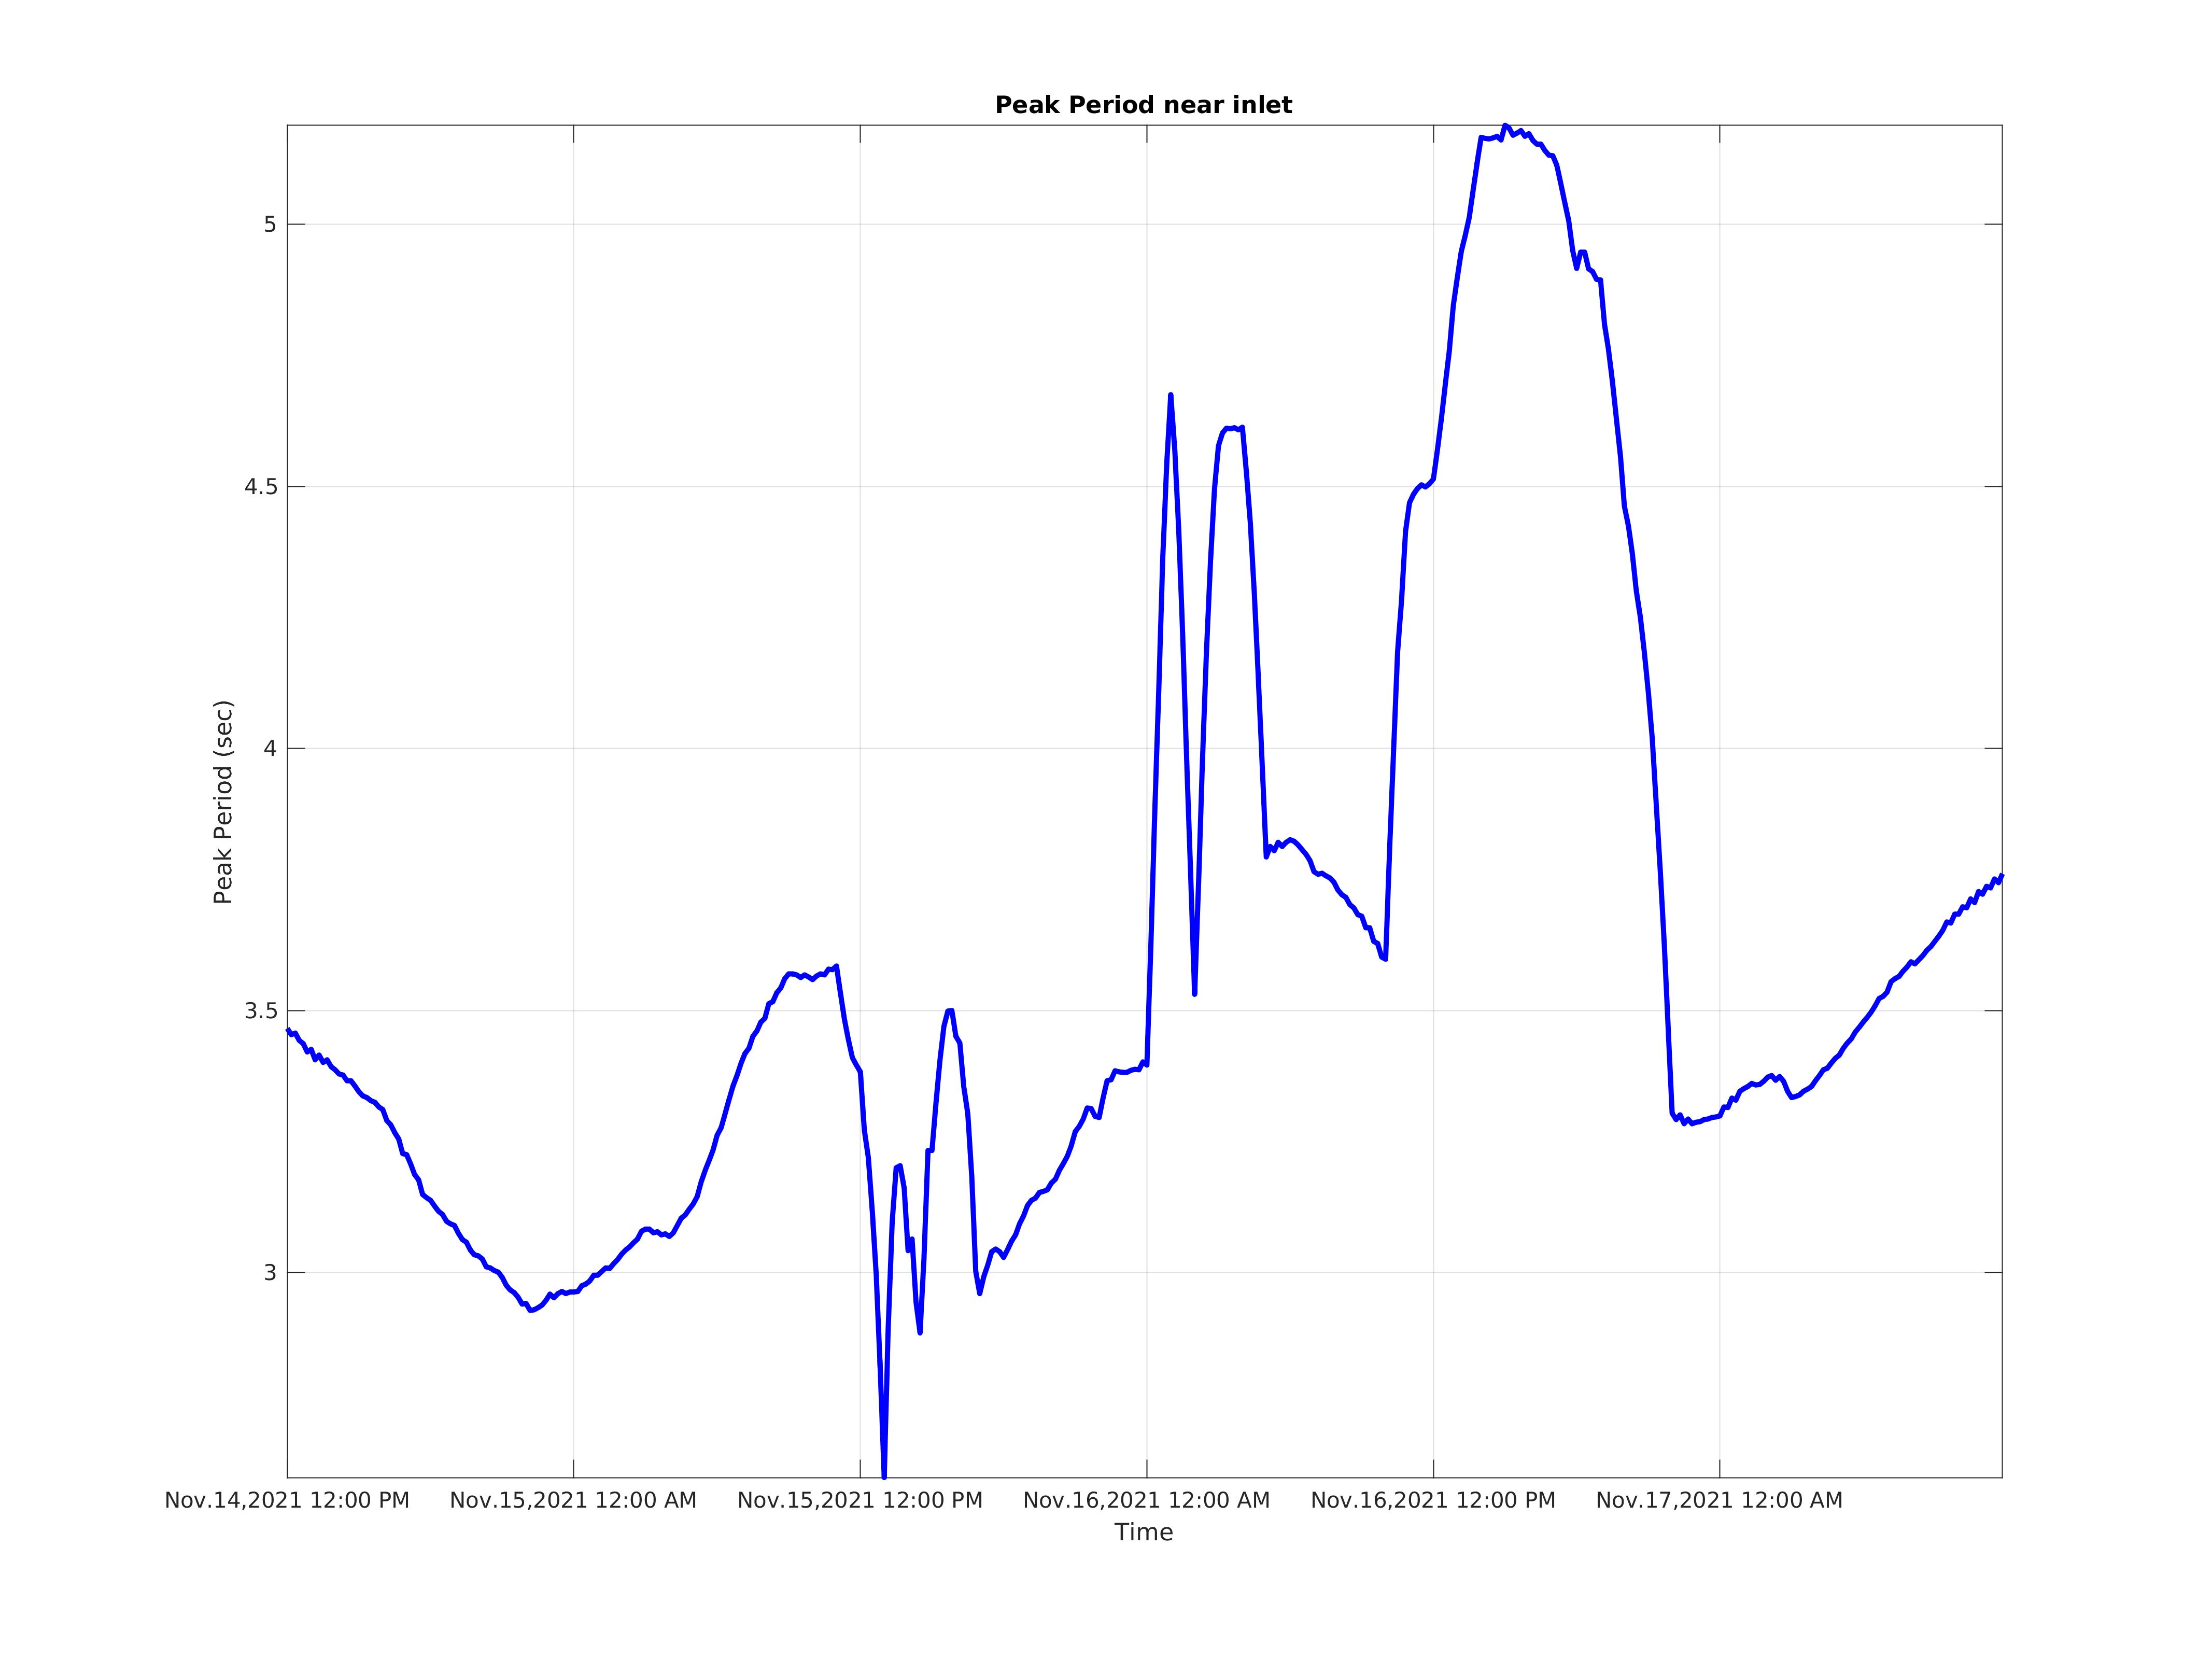 Peak Period near inlet
5
4.5
4
3.5
3
Peak Period (sec)
Nov.14,2021 12:00 PM Nov.15,2021 12:00 AM Nov.15,2021 12:00 PM Nov.16,2021 12:00 AM Nov.16,2021 12:00 PM Nov.17,2021 12:00 AM
Time